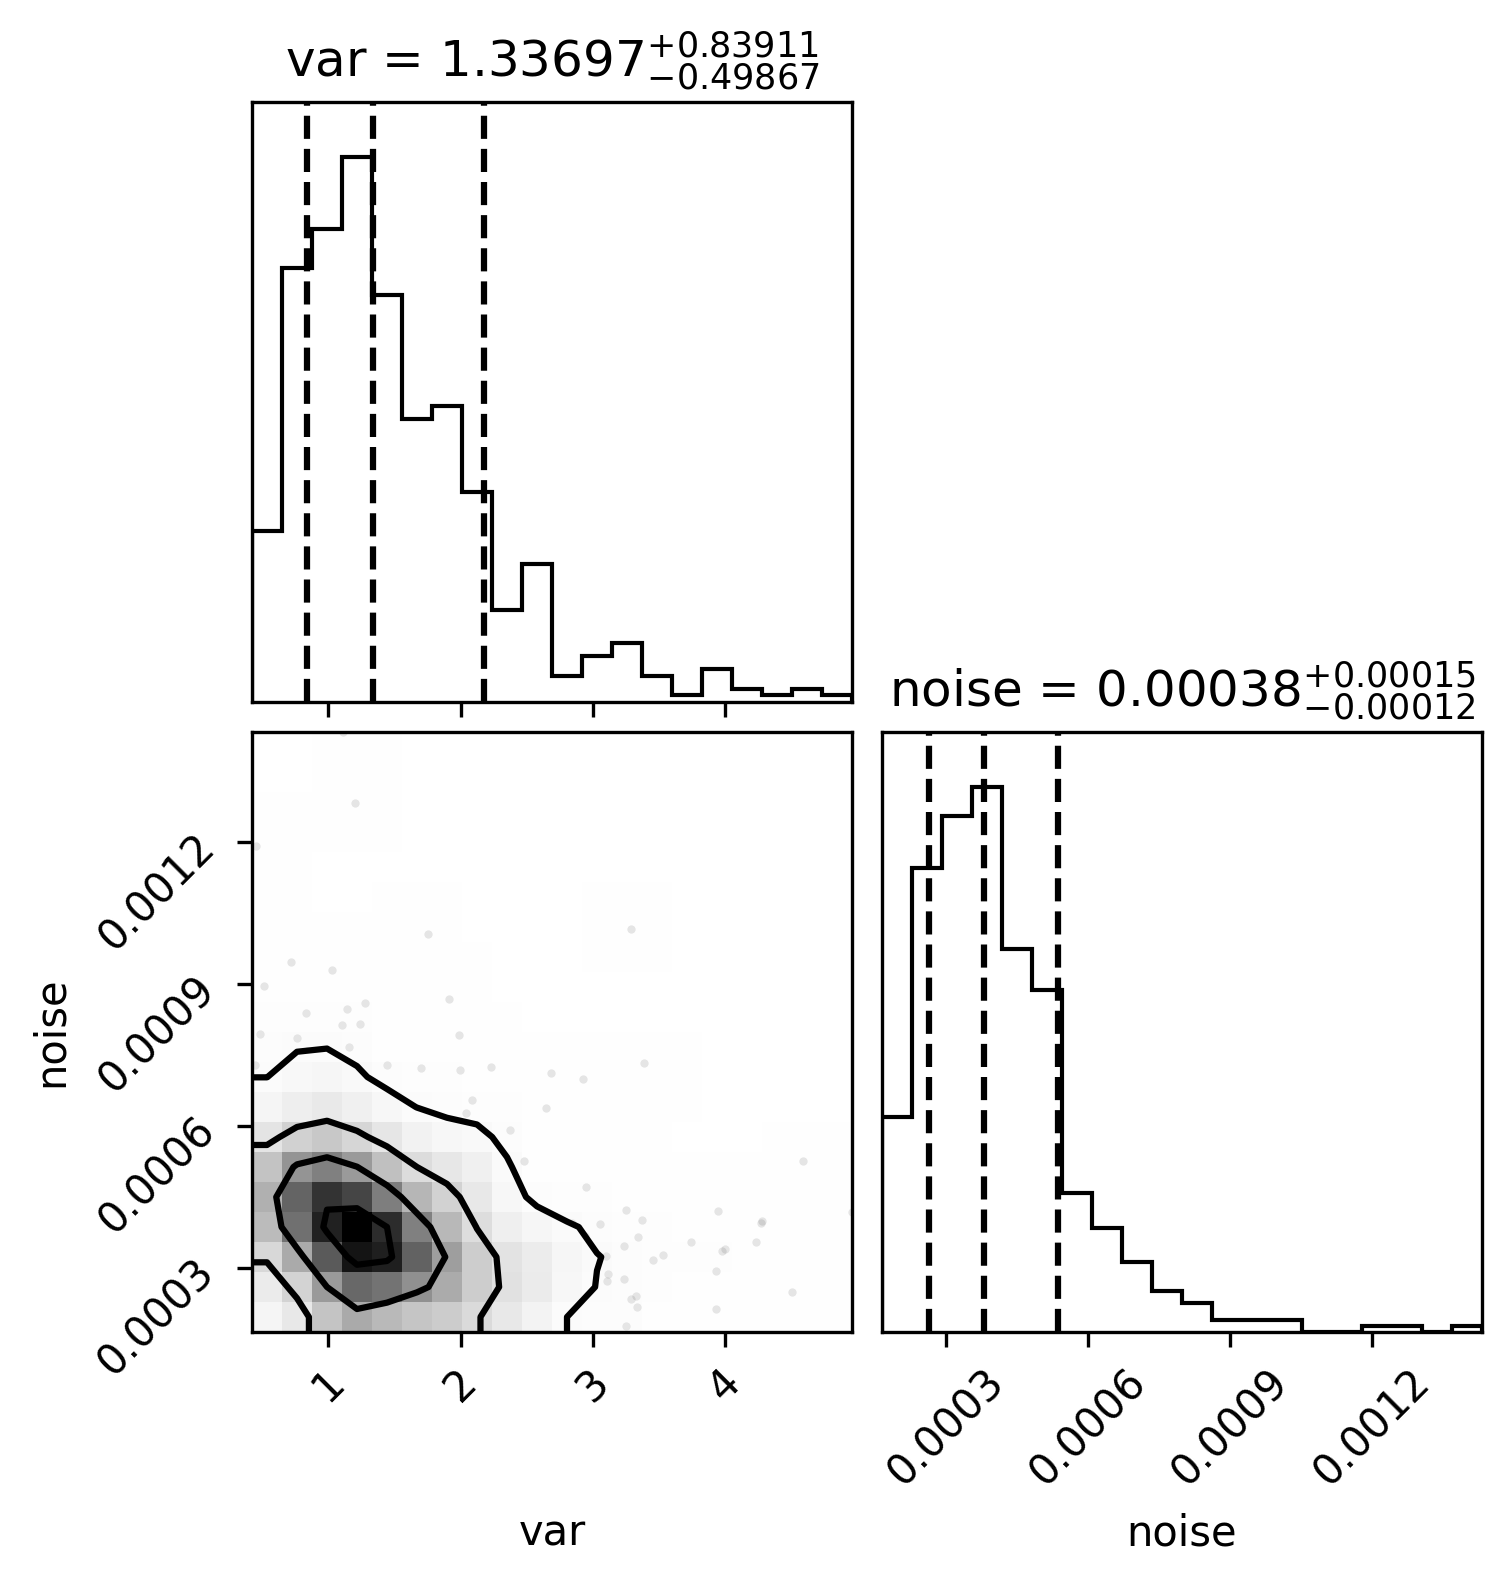 var = 1.33697+0.83911−0.49867
noise = 0.00038+0.00015−0.00012
0.0012
0.0009
0.0006
0.0003
noise
1 2 3 4
0.0003 0.0006 0.0009 0.0012
var
noise